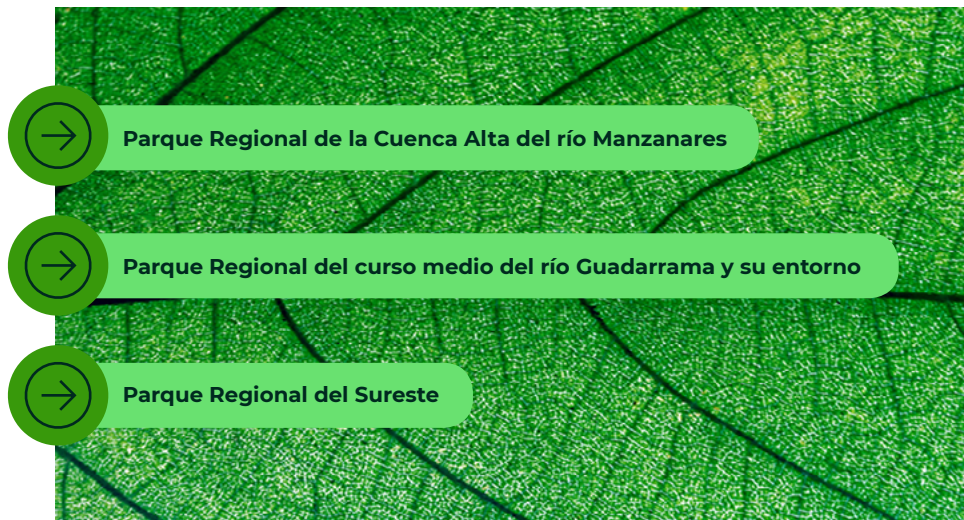 Parque Regional de la Cuenca Alta del río Manzanares
Parque Regional del curso medio del río Guadarrama y su entorno
Parque Regional del Sureste